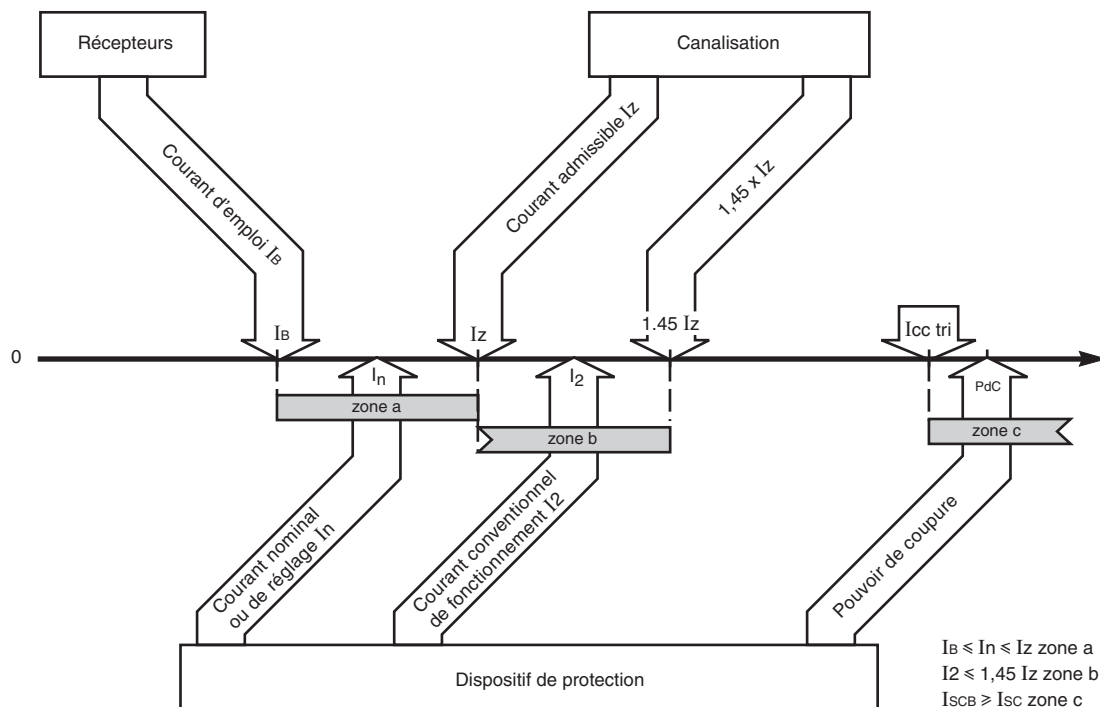 Récepteurs
Canalisation
Courant d'emploi IB
Courant admissible Iz
1,45 x Iz
0
IB
Iz
1.45 Iz
Icc tri
In
I2
PdC
zone a
zone b
zone c
Courant nominal
ou de réglage In
Courant conventionnel
de fonctionnement I2
Pouvoir de coupure
Dispositif de protection
IB ⩽ In ⩽ Iz zone a
I2 ⩽ 1,45 Iz zone b
ISCB ⩾ ISC zone c